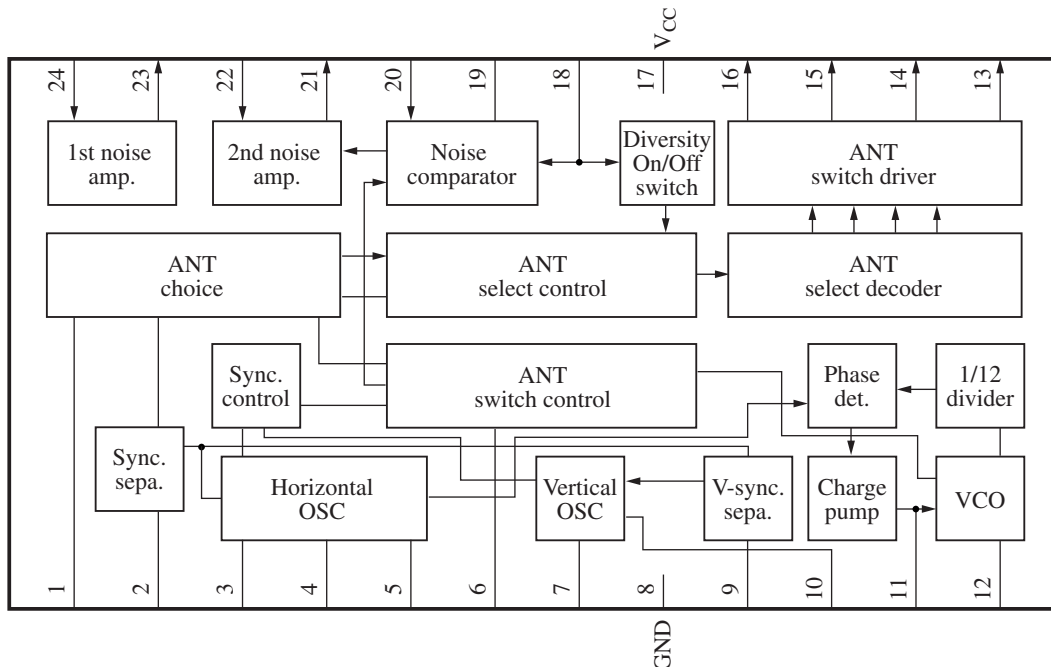 V_CC
24
23
22
21
20
19
18
17
16
15
14
13
1st noise
amp.
2nd noise
amp.
Noise
comparator
Diversity
On/Off
switch
ANT
switch driver
ANT
choice
ANT
select control
ANT
select decoder
Sync.
control
ANT
switch control
Phase
det.
1/12
divider
Sync.
sepa.
Horizontal
OSC
Vertical
OSC
V-sync.
sepa.
Charge
pump
VCO
1
2
3
4
5
6
7
8
9
10
11
12
GND